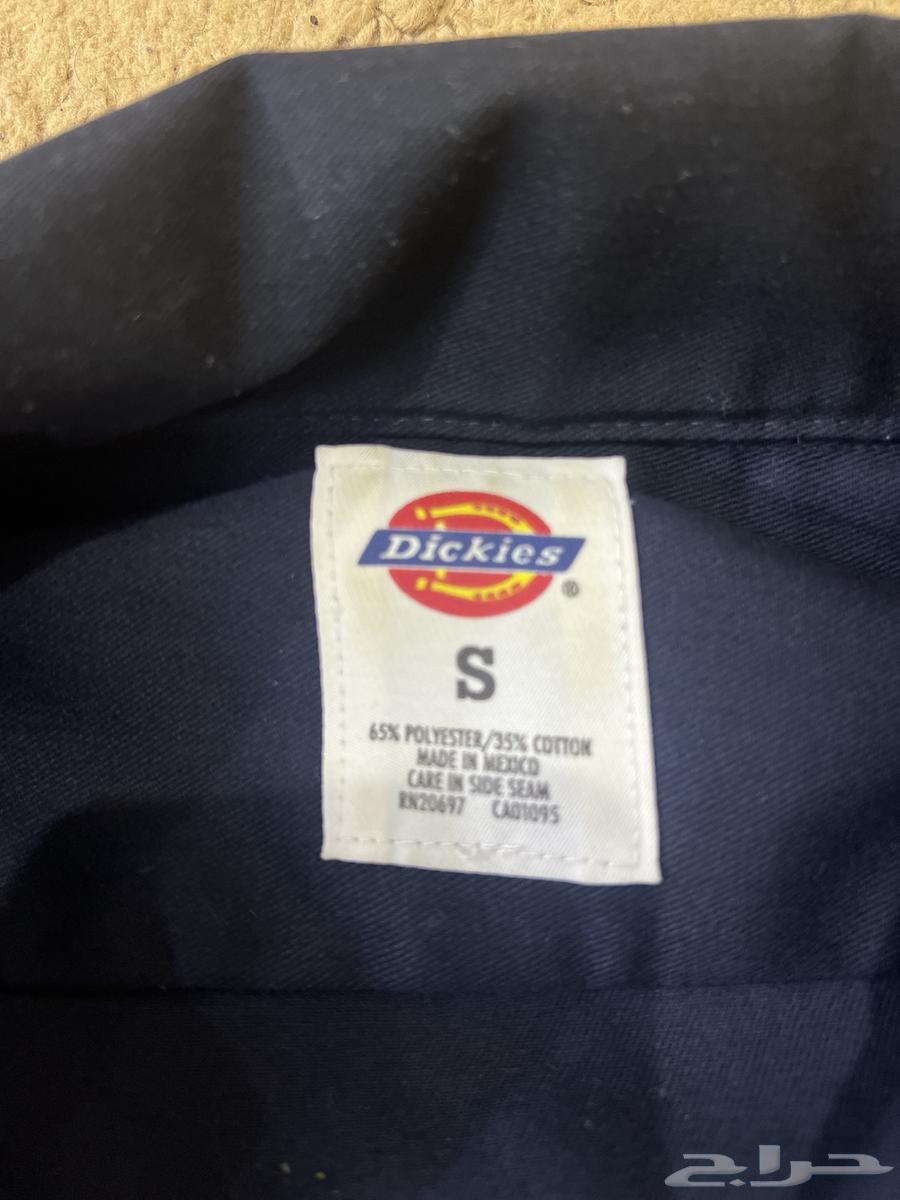 Dickies®
S
65% POLYESTER/35% COTTON
MADE IN MEXICO
CARE IN SIDE SEAM
RN20697 CA01095
حراج